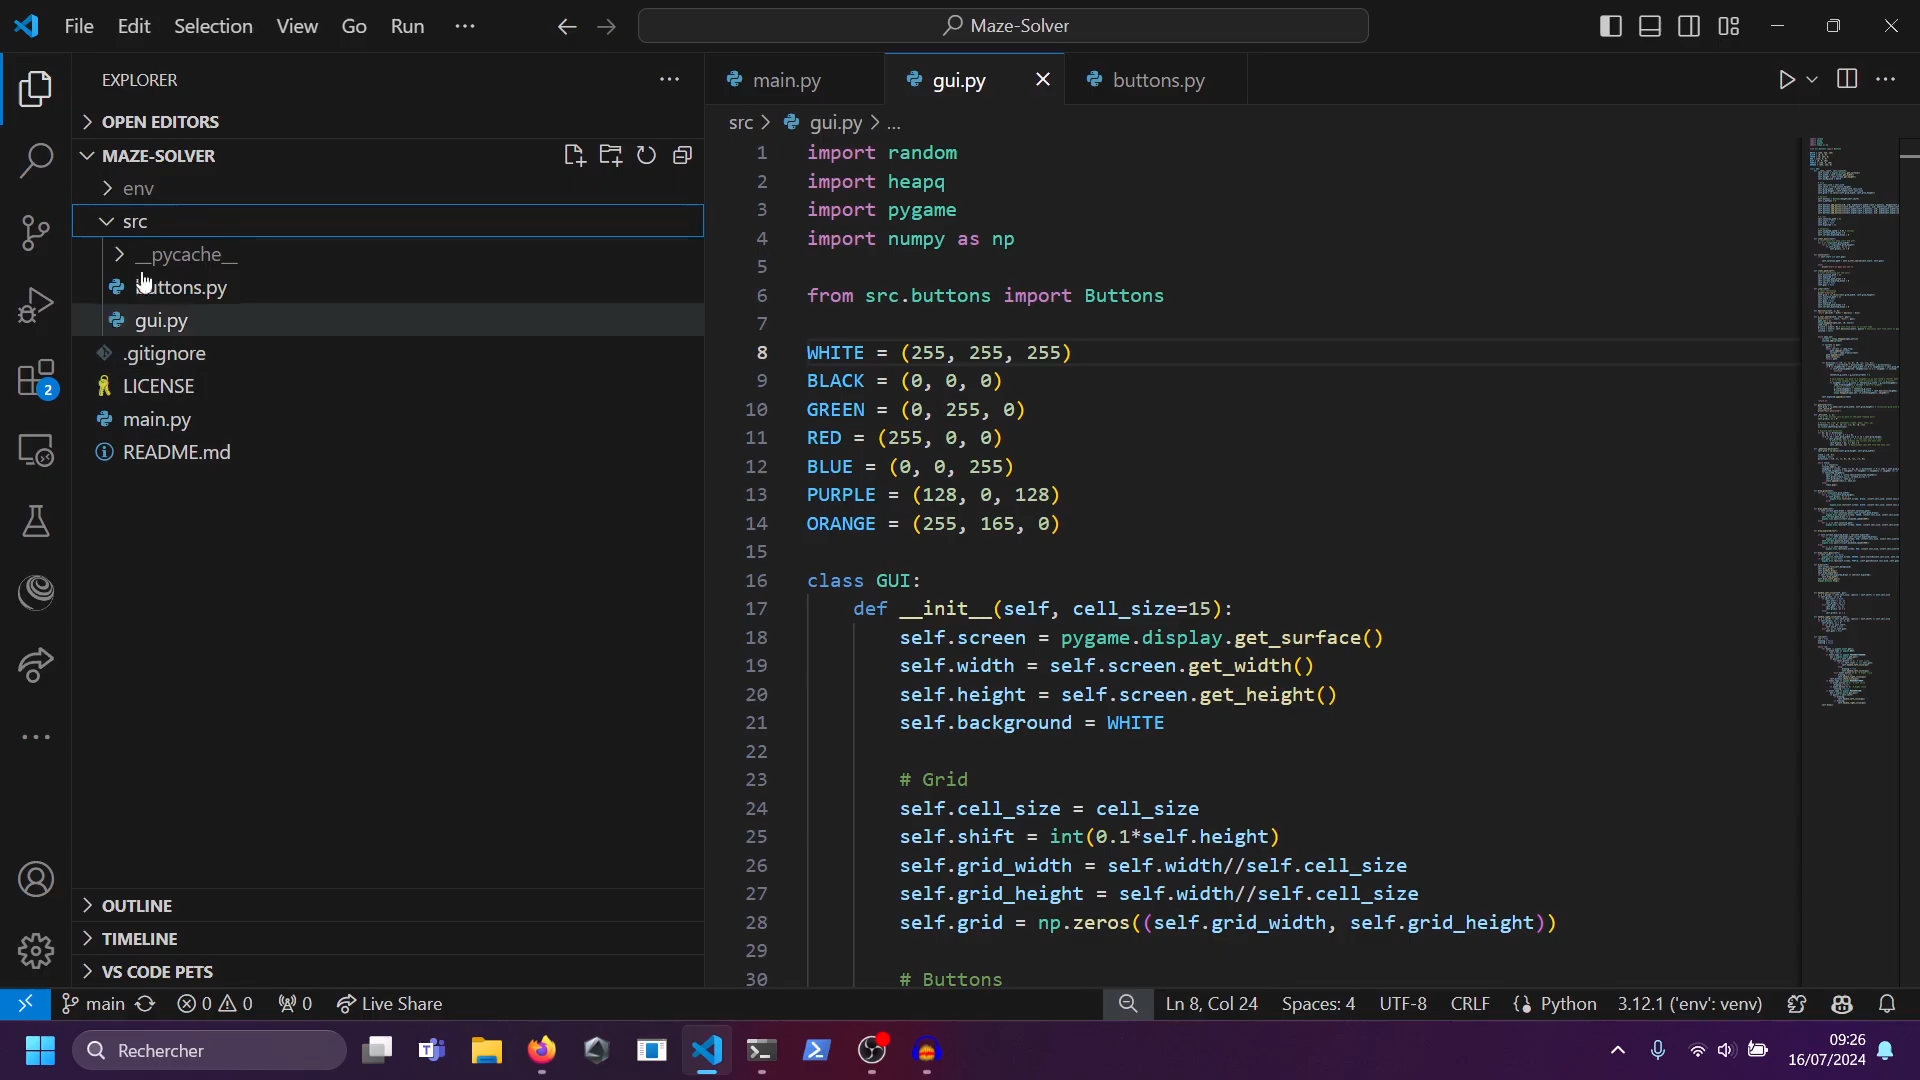 File Edit Selection View Go Run
Maze-Solver
EXPLORER
OPEN EDITORS
MAZE-SOLVER
env
src
__pycache__
buttons.py
gui.py
.gitignore
LICENSE
main.py
README.md
2
OUTLINE
TIMELINE
VS CODE PETS
main.py gui.py buttons.py
src > gui.py > ...
1 import random
2 import heapq
3 import pygame
4 import numpy as np
5
6 from src.buttons import Buttons
7
8 WHITE = (255, 255, 255)
9 BLACK = (0, 0, 0)
10 GREEN = (0, 255, 0)
11 RED = (255, 0, 0)
12 BLUE = (0, 0, 255)
13 PURPLE = (128, 0, 128)
14 ORANGE = (255, 165, 0)
15
16 class GUI:
17 def __init__(self, cell_size=15):
18 self.screen = pygame.display.get_surface()
19 self.width = self.screen.get_width()
20 self.height = self.screen.get_height()
21 self.background = WHITE
22
23 # Grid
24 self.cell_size = cell_size
25 self.shift = int(0.1*self.height)
26 self.grid_width = self.width//self.cell_size
27 self.grid_height = self.width//self.cell_size
28 self.grid = np.zeros((self.grid_width, self.grid_height))
29
30 # Buttons
main 0 0 0 Live Share Ln 8, Col 24 Spaces: 4 UTF-8 CRLF {} Python 3.12.1 ('env': venv)
Rechercher
09:26
16/07/2024